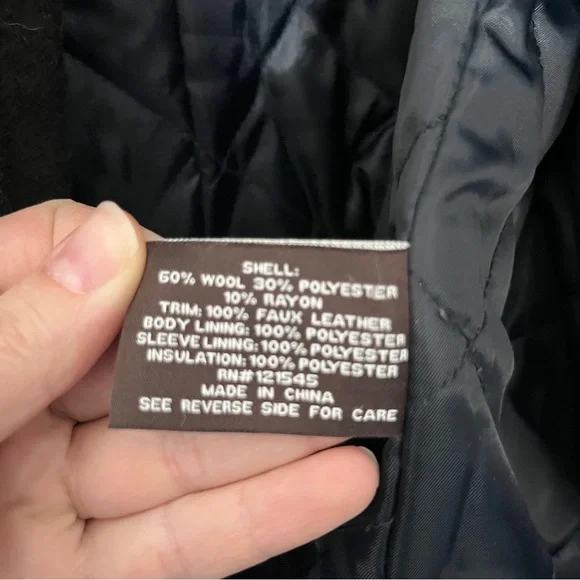 SHELL:
60% WOOL 30% POLYESTER
10% RAYON
TRIM: 100% FAUX LEATHER
BODY LINING: 100% POLYESTER
SLEEVE LINING: 100% POLYESTER
INSULATION: 100% POLYESTER
RN#121545
MADE IN CHINA
SEE REVERSE SIDE FOR CARE